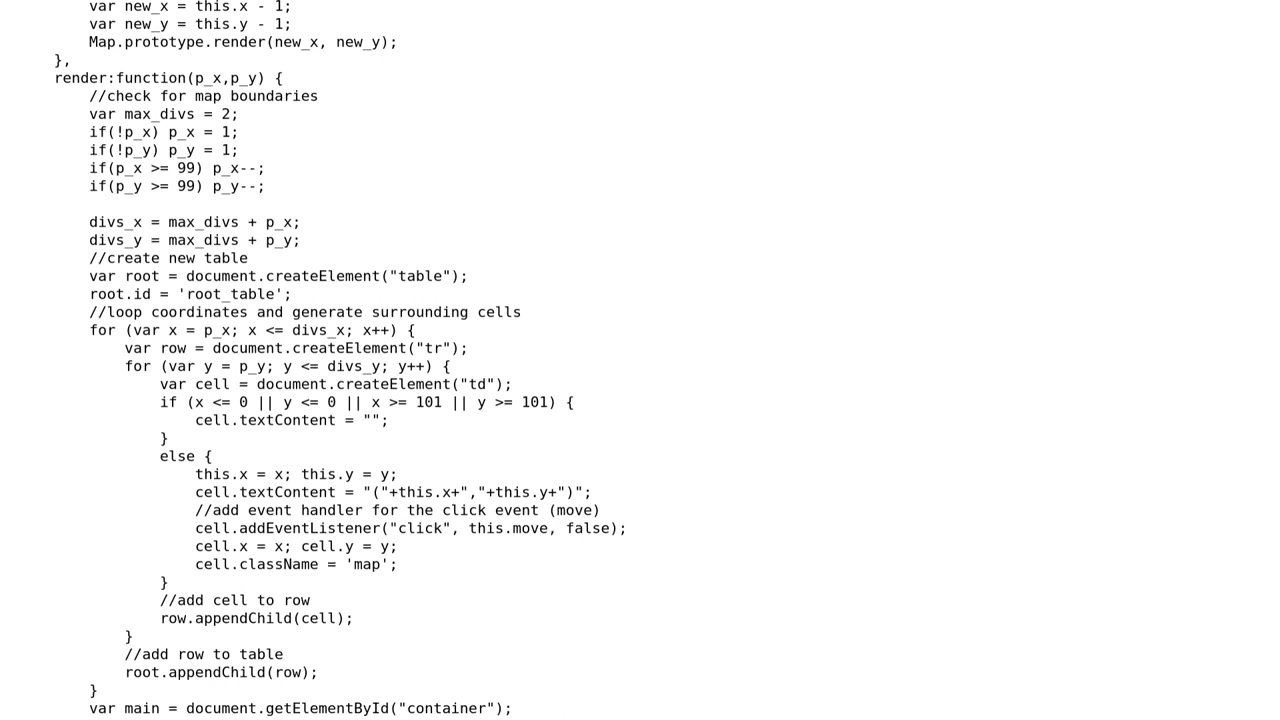 var new_x = this.x - 1;
var new_y = this.y - 1;
Map.prototype.render(new_x, new_y);
},
render:function(p_x,p_y) {
//check for map boundaries
var max_divs = 2;
if(!p_x) p_x = 1;
if(!p_y) p_y = 1;
if(p_x >= 99) p_x--;
if(p_y >= 99) p_y--;
divs_x = max_divs + p_x;
divs_y = max_divs + p_y;
//create new table
var root = document.createElement("table");
root.id = 'root_table';
//loop coordinates and generate surrounding cells
for (var x = p_x; x <= divs_x; x++) {
var row = document.createElement("tr");
for (var y = p_y; y <= divs_y; y++) {
var cell = document.createElement("td");
if (x <= 0 || y <= 0 || x >= 101 || y >= 101) {
cell.textContent = "";
}
else {
this.x = x; this.y = y;
cell.textContent = "("+this.x+","+this.y+")";
//add event handler for the click event (move)
cell.addEventListener("click", this.move, false);
cell.x = x; cell.y = y;
cell.className = 'map';
}
//add cell to row
row.appendChild(cell);
}
//add row to table
root.appendChild(row);
}
var main = document.getElementById("container");